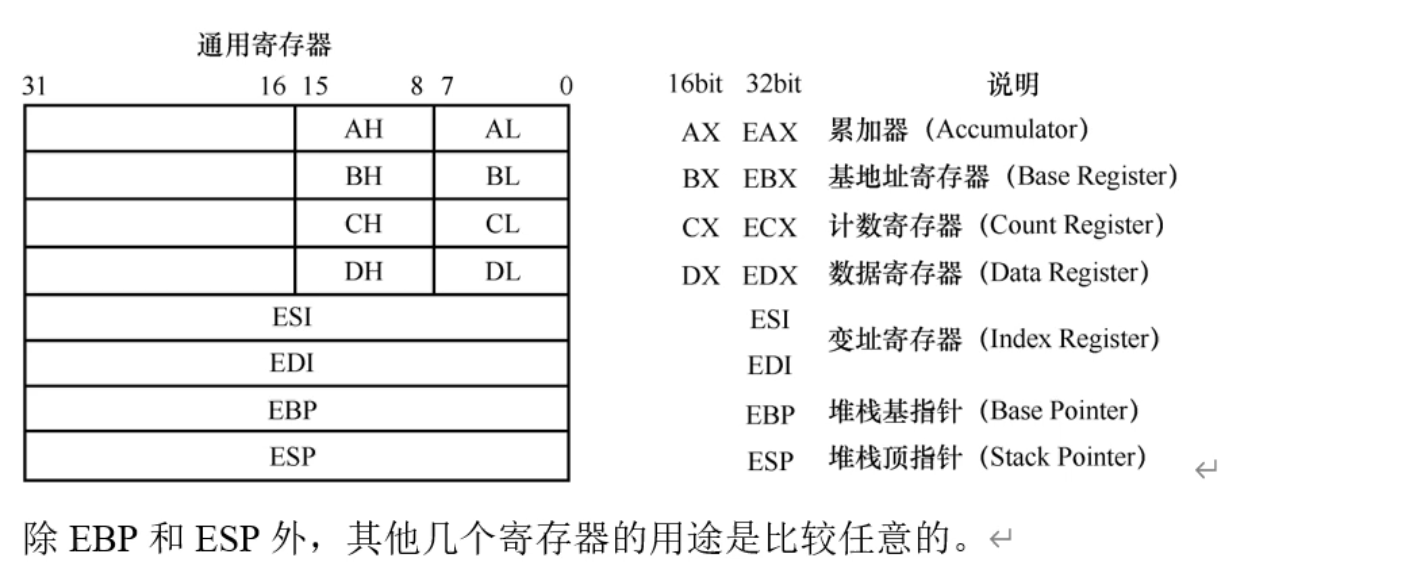 通用寄存器
31 16 15 8 7 0 16bit 32bit 说明
AH AL AX EAX 累加器（Accumulator）
BH BL BX EBX 基地址寄存器（Base Register）
CH CL CX ECX 计数寄存器（Count Register）
DH DL DX EDX 数据寄存器（Data Register）
ESI ESI
变址寄存器（Index Register）
EDI EDI
EBP EBP 堆栈基指针（Base Pointer）
ESP ESP 堆栈顶指针（Stack Pointer） ↵
除 EBP 和 ESP 外，其他几个寄存器的用途是比较任意的。↵